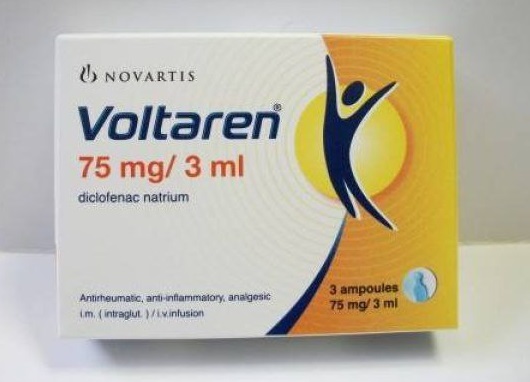 NOVARTIS
Voltaren®
75 mg/ 3 ml
diclofenac natrium
Antirheumatic, anti-inflammatory, analgesic
i.m. ( intraglut. ) / i.v.infusion
3 ampoules
75 mg/ 3 ml